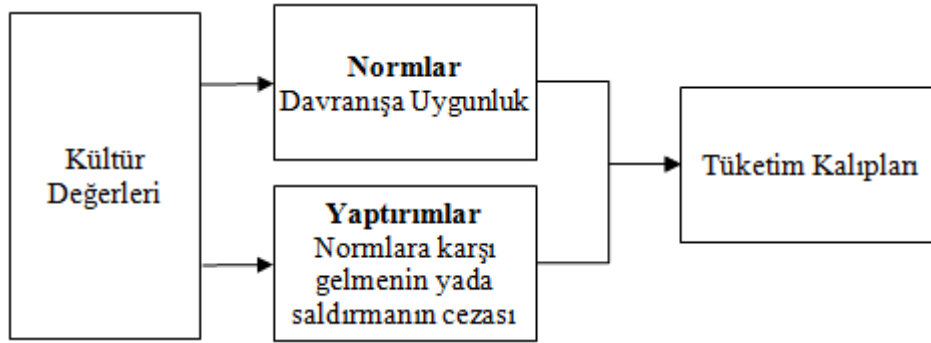 Kültür
Değerleri
Normlar
Davranışa Uygunluk
Yaptırımlar
Normlara karşı
gelmenin yada
saldırmanın cezası
Tüketim Kalıpları